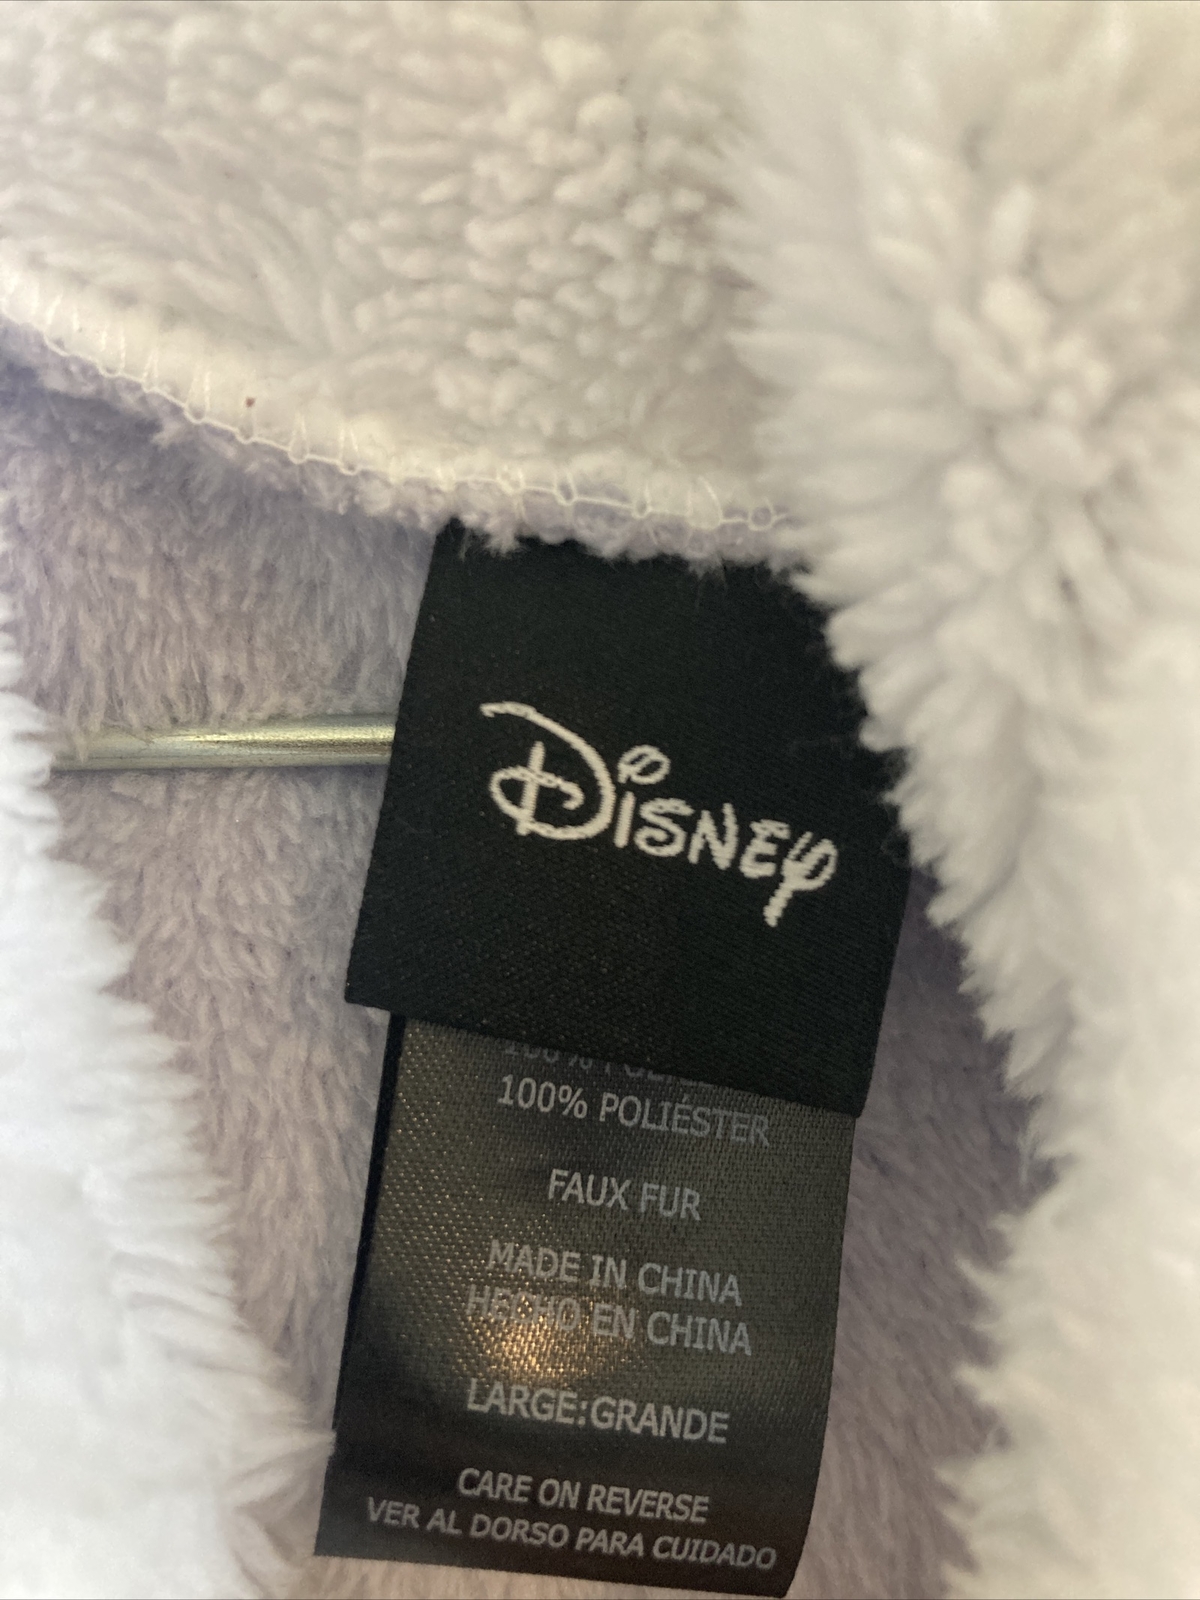 Disney
100% POLIÉSTER
FAUX FUR
MADE IN CHINA
HECHO EN CHINA
LARGE:GRANDE
CARE ON REVERSE
VER AL DORSO PARA CUIDADO